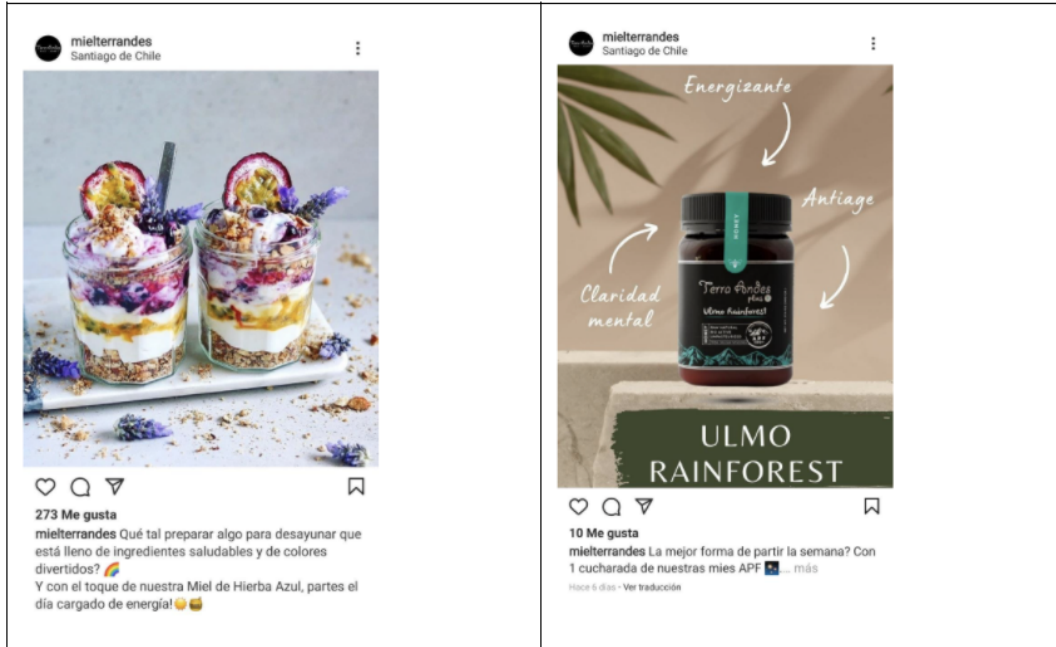 mielterrandes
Santiago de Chile
273 Me gusta
mielterrandes Qué tal preparar algo para desayunar que
está lleno de ingredientes saludables y de colores
divertidos? 🌈
Y con el toque de nuestra Miel de Hierba Azul, partes el
día cargado de energía!🌞🍯
mielterrandes
Santiago de Chile
Energizante
Antiage
Claridad
mental
HONEY
Terra Andes
plus
Ulmo Rainforest
ULMO
RAINFOREST
10 Me gusta
mielterrandes La mejor forma de partir la semana? Con
1 cucharada de nuestras mies APF ... más
Hace 6 días - Ver traducción